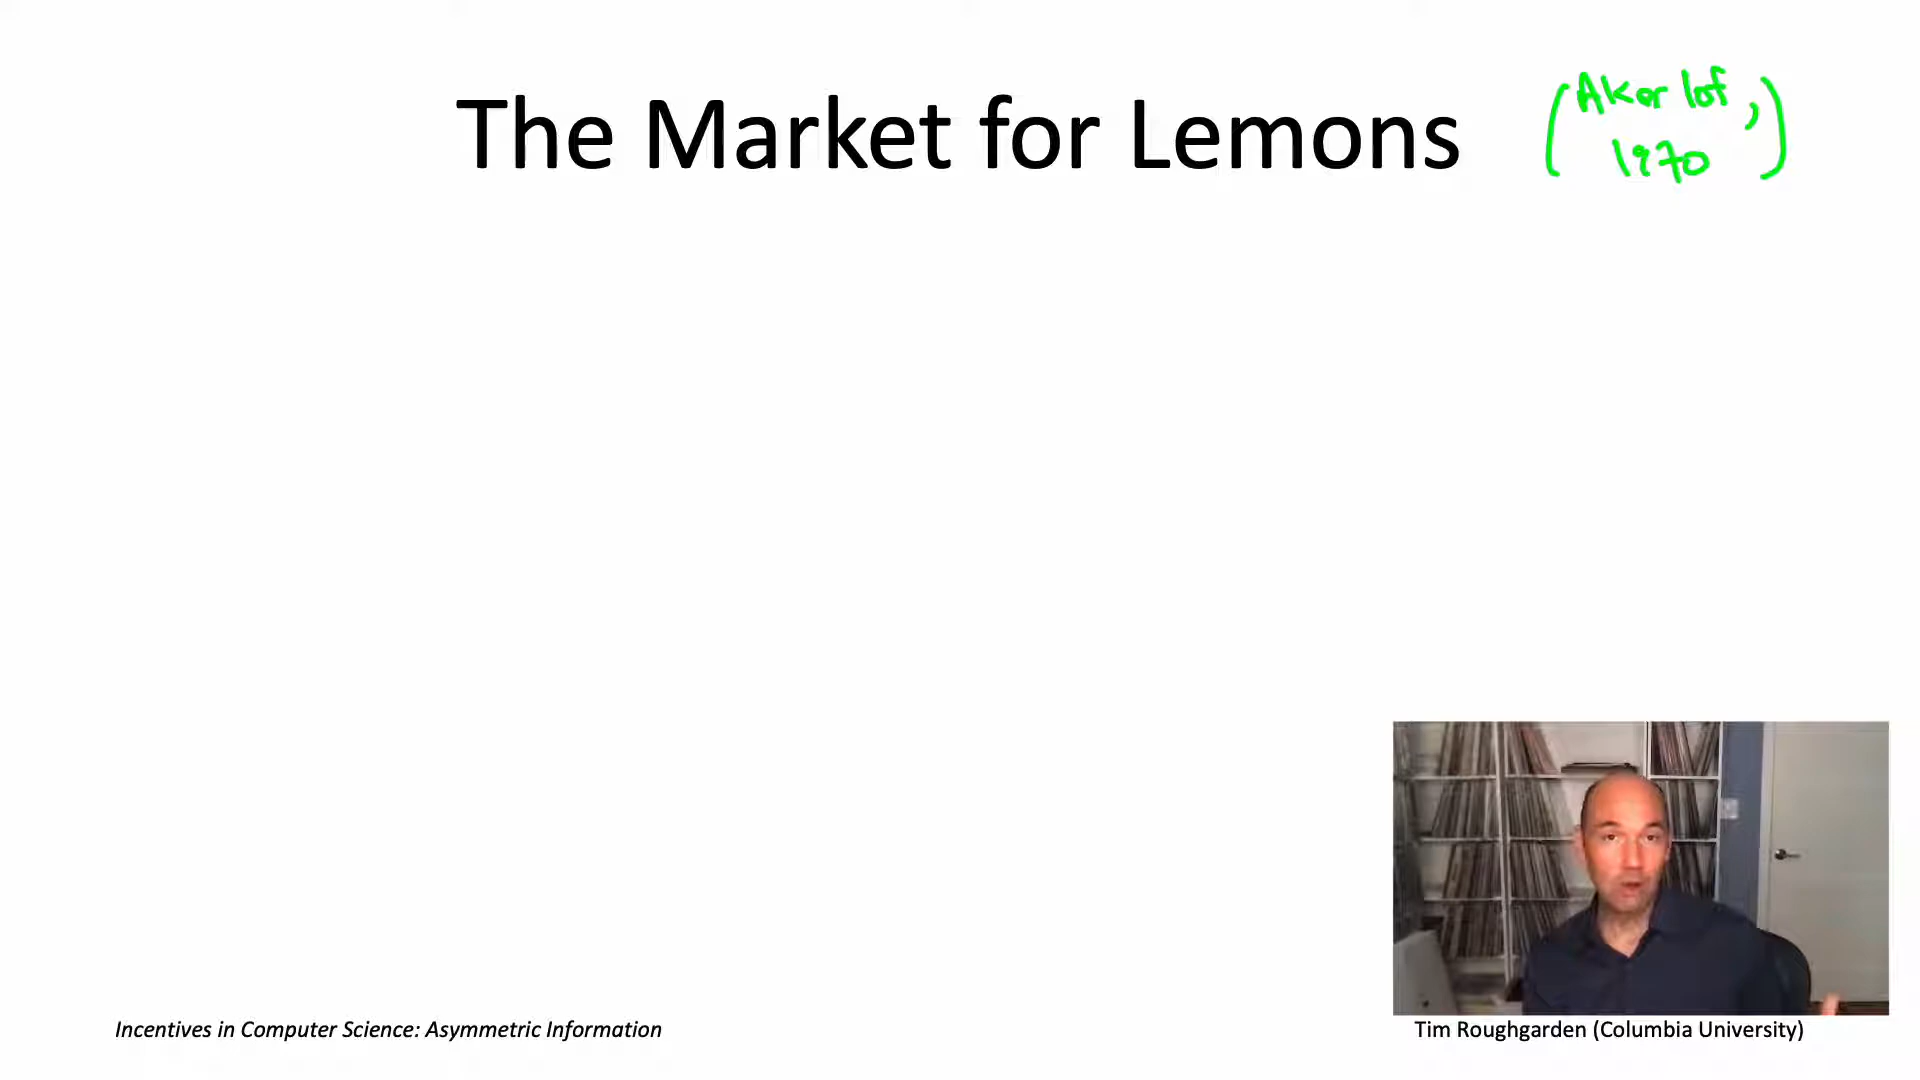 The Market for Lemons
(Akerlof,
1970)
Incentives in Computer Science: Asymmetric Information
Tim Roughgarden (Columbia University)